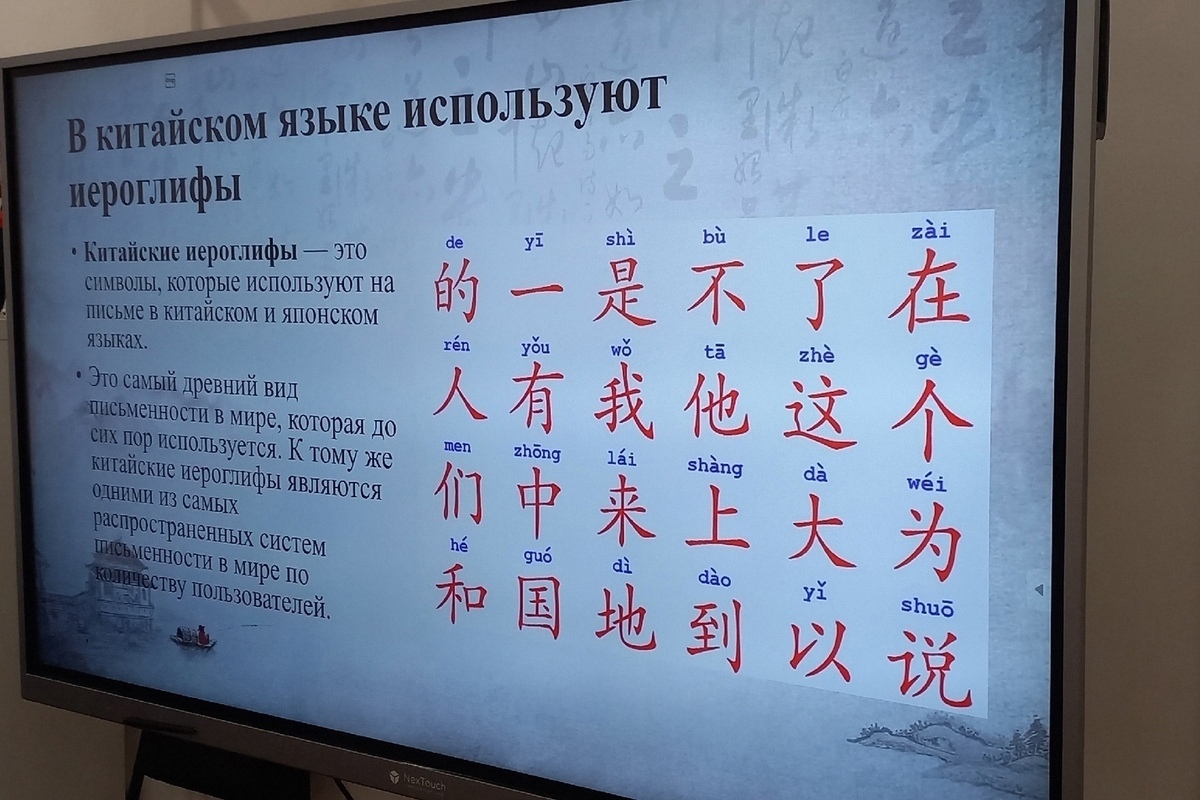 В китайском языке используют
иероглифы
• Китайские иероглифы — это
символы, которые используют на
письме в китайском и японском
языках.
• Это самый древний вид
письменности в мире, которая до
сих пор используется. К тому же
китайские иероглифы являются
одними из самых
распространенных систем
письменности в мире по
количеству пользователей.
de yī shì bù le zài
的 一 是 不 了 在
rén yǒu wǒ tā zhè gè
人 有 我 他 这 个
men zhōng lái shàng dà wéi
们 中 来 上 大 为
hé guó dì dào yǐ shuō
和 国 地 到 以 说
NexTouch